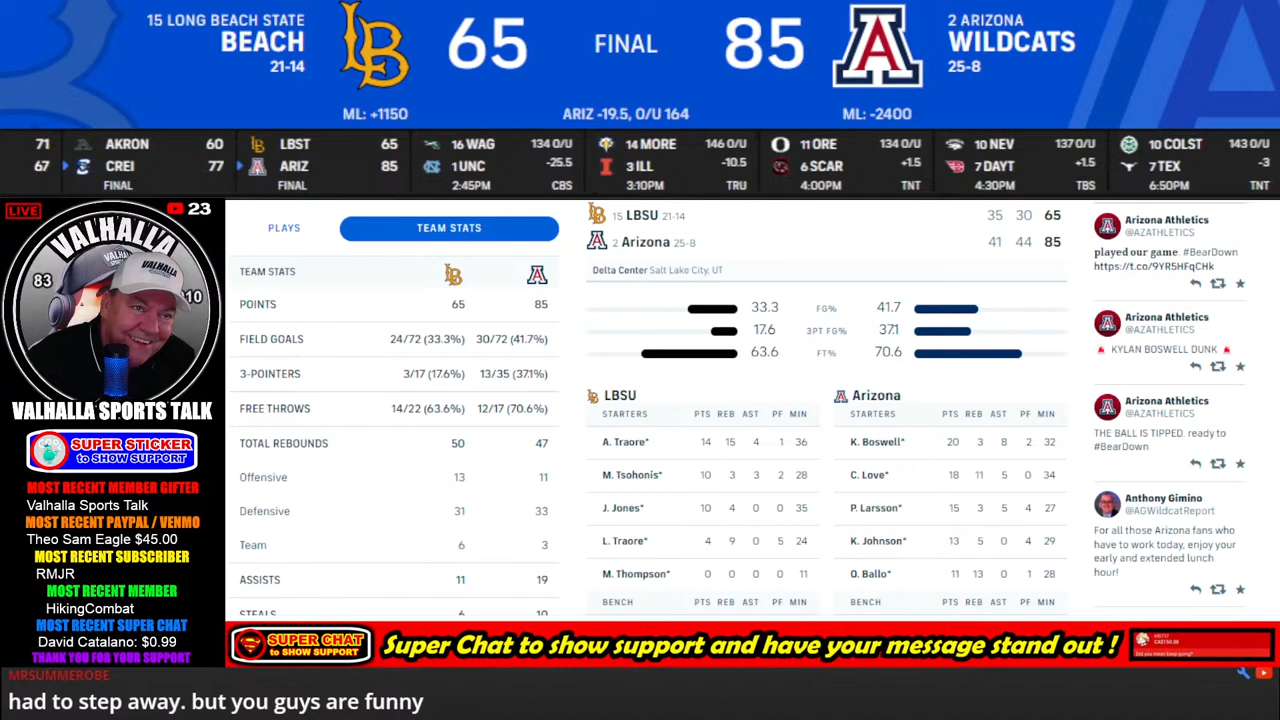 15 LONG BEACH STATE
BEACH
21-14
LB
65
FINAL
85
A
2 ARIZONA
WILDCATS
25-8
ML: +1150
ARIZ -19.5, O/U 164
ML: -2400
71
67
AKRON 60
CREI 77
FINAL
LBST 65
ARIZ 85
FINAL
16 WAG 134 O/U
1 UNC -25.5
2:45PM CBS
14 MORE 146 O/U
3 ILL -10.5
3:10PM TRU
11 ORE 134 O/U
6 SCAR +1.5
4:00PM TNT
10 NEV 137 O/U
7 DAYT +1.5
4:30PM TBS
10 COLST 143 O/U
7 TEX -3
6:50PM TNT
LIVE
23
VALHALLA
83
10
VALHALLA SPORTS TALK
SUPER STICKER
to SHOW SUPPORT
MOST RECENT MEMBER GIFTER
Valhalla Sports Talk
MOST RECENT PAYPAL / VENMO
Theo Sam Eagle $45.00
MOST RECENT SUBSCRIBER
RMJR
MOST RECENT MEMBER
HikingCombat
MOST RECENT SUPER CHAT
David Catalano: $0.99
THANK YOU FOR YOUR SUPPORT
PLAYS
TEAM STATS
TEAM STATS
POINTS 65 85
FIELD GOALS 24/72 (33.3%) 30/72 (41.7%)
3-POINTERS 3/17 (17.6%) 13/35 (37.1%)
FREE THROWS 14/22 (63.6%) 12/17 (70.6%)
TOTAL REBOUNDS 50 47
Offensive 13 11
Defensive 31 33
Team 6 3
ASSISTS 11 19
STEALS 6 10
15 LBSU 21-14 35 30 65
2 Arizona 25-8 41 44 85
Delta Center Salt Lake City, UT
33.3 FG% 41.7
17.6 3PT FG% 37.1
63.6 FT% 70.6
LBSU
STARTERS PTS REB AST PF MIN
A. Traore* 14 15 4 1 36
M. Tsohonis* 10 3 3 2 28
J. Jones* 10 4 0 0 35
L. Traore* 4 9 0 5 24
M. Thompson* 0 0 0 0 11
BENCH PTS REB AST PF MIN
Arizona
STARTERS PTS REB AST PF MIN
K. Boswell* 20 3 8 2 32
C. Love* 18 11 5 0 34
P. Larsson* 15 3 5 4 27
K. Johnson* 13 5 0 4 29
O. Ballo* 11 13 0 1 28
BENCH PTS REB AST PF MIN
Arizona Athletics
@AZATHLETICS
played our game. #BearDown
https://t.co/9YR5HFqCHk
Arizona Athletics
@AZATHLETICS
KYLAN BOSWELL DUNK
Arizona Athletics
@AZATHLETICS
THE BALL IS TIPPED. ready to
#BearDown
Anthony Gimino
@AGWildcatReport
For all those Arizona fans who
have to work today, enjoy your
early and extended lunch
hour!
SUPER CHAT
to SHOW SUPPORT
Super Chat to show support and have your message stand out !
MRSUMMEROBE
had to step away. but you guys are funny